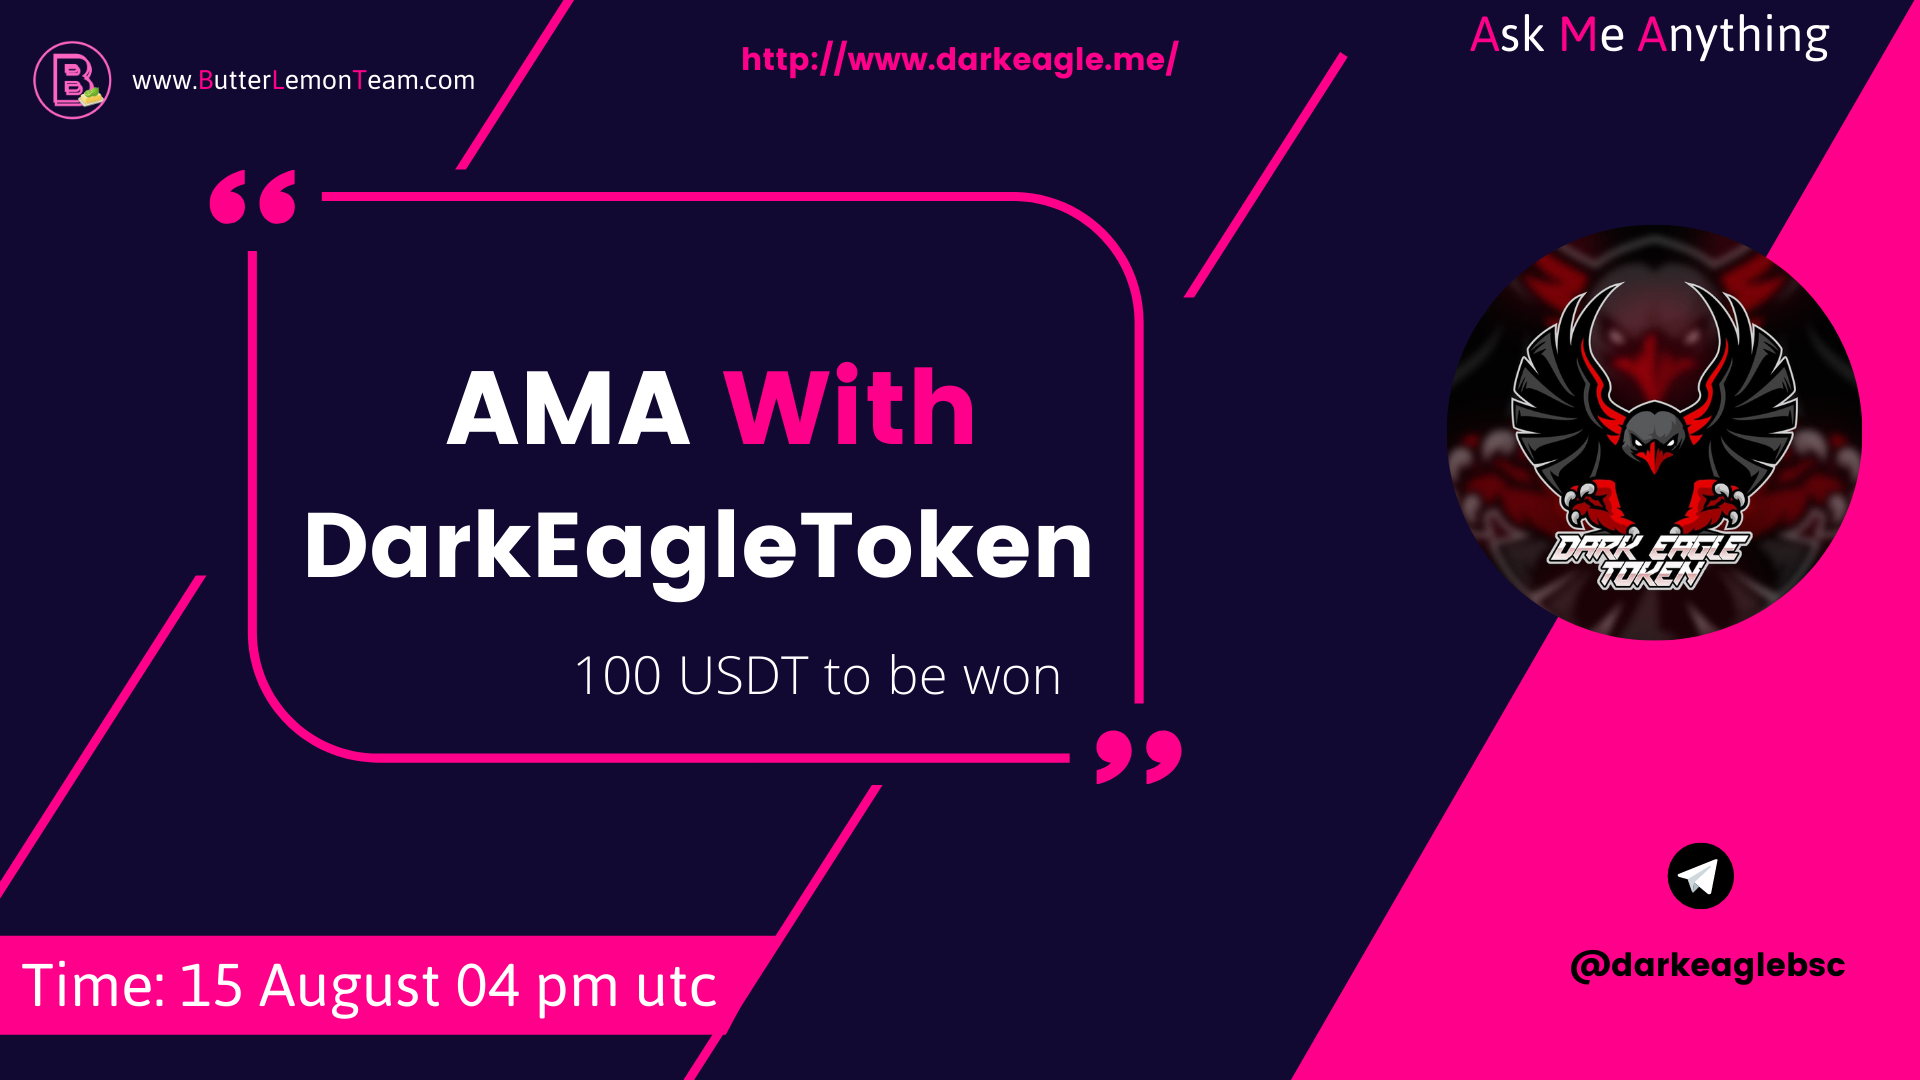 www.ButterLemonTeam.com
http://www.darkeagle.me/
Ask Me Anything
“
AMA With
DarkEagleToken
100 USDT to be won
”
DARK EAGLE
TOKEN
Time: 15 August 04 pm utc
@darkeaglebsc